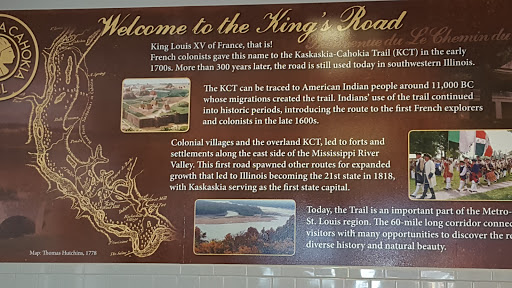 Welcome to the King's Road
King Louis XV of France, that is!
French colonists gave this name to the Kaskaskia-Cahokia Trail (KCT) in the early
1700s. More than 300 years later, the road is still used today in southwestern Illinois.
The KCT can be traced to American Indian people around 11,000 BC
whose migrations created the trail. Indians' use of the trail continued
into historic periods, introducing the route to the first French explorers
and colonists in the late 1600s.
Colonial villages and the overland KCT, led to forts and
settlements along the east side of the Mississippi River
Valley. This first road spawned other routes for expanded
growth that led to Illinois becoming the 21st state in 1818,
with Kaskaskia serving as the first state capital.
Today, the Trail is an important part of the Metro-
St. Louis region. The 60-mile long corridor connec
visitors with many opportunities to discover the r
diverse history and natural beauty.
Map: Thomas Hutchins, 1778
CAHOKIA
Le Chemin du